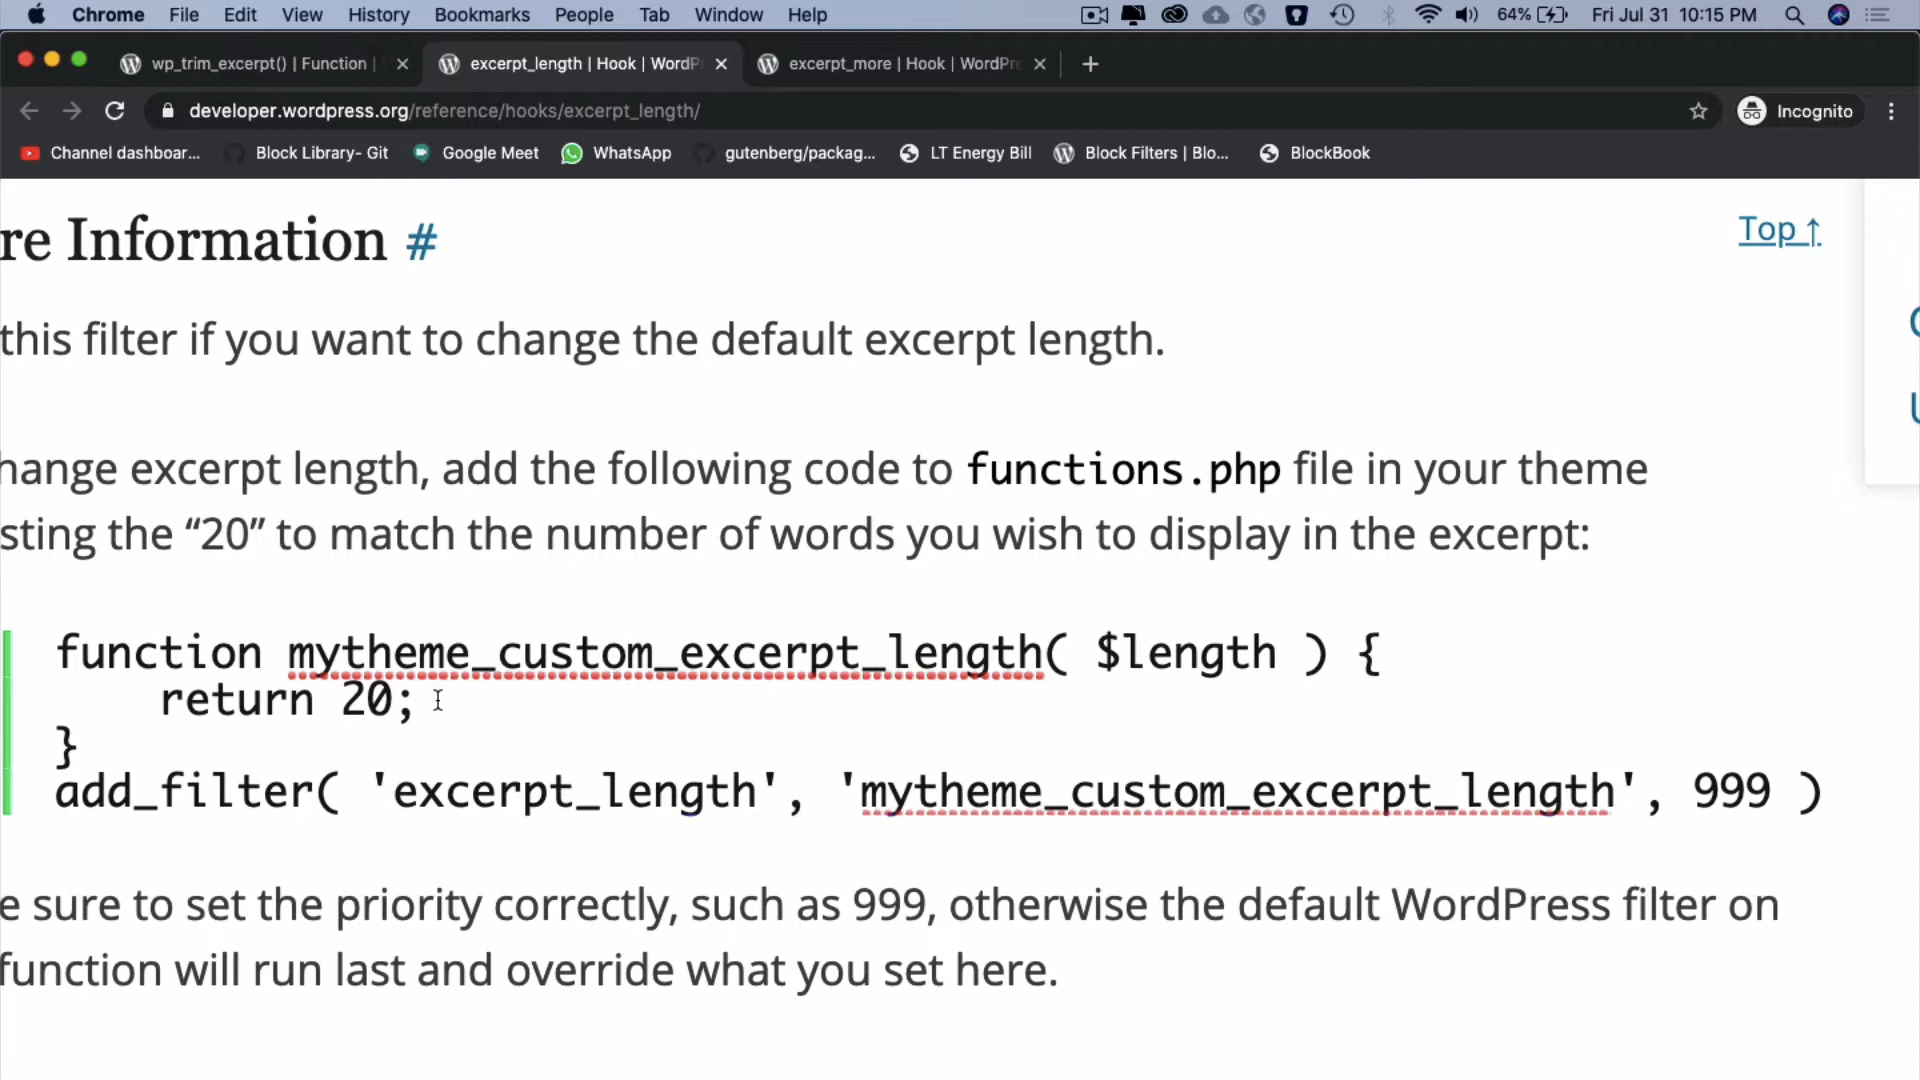 Chrome File Edit View History Bookmarks People Tab Window Help 64% Fri Jul 31 10:15 PM
wp_trim_excerpt() | Function | excerpt_length | Hook | WordP excerpt_more | Hook | WordPre
developer.wordpress.org/reference/hooks/excerpt_length/ Incognito
Channel dashboar... Block Library- Git Google Meet WhatsApp gutenberg/packag... LT Energy Bill Block Filters | Blo... BlockBook
re Information # Top ↑
this filter if you want to change the default excerpt length.
hange excerpt length, add the following code to functions.php file in your theme
sting the “20” to match the number of words you wish to display in the excerpt:
function mytheme_custom_excerpt_length( $length ) {
return 20;
}
add_filter( 'excerpt_length', 'mytheme_custom_excerpt_length', 999 )
e sure to set the priority correctly, such as 999, otherwise the default WordPress filter on
function will run last and override what you set here.